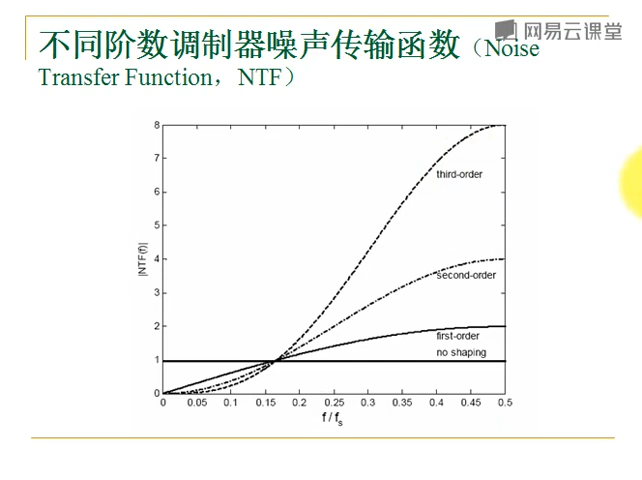 网易云课堂
不同阶数调制器噪声传输函数（Noise
Transfer Function，NTF）
8
7
6
5
4
3
2
1
0
|NTF(f)|
third-order
second-order
first-order
no shaping
0 0.05 0.1 0.15 0.2 0.25 0.3 0.35 0.4 0.45 0.5
f / fs